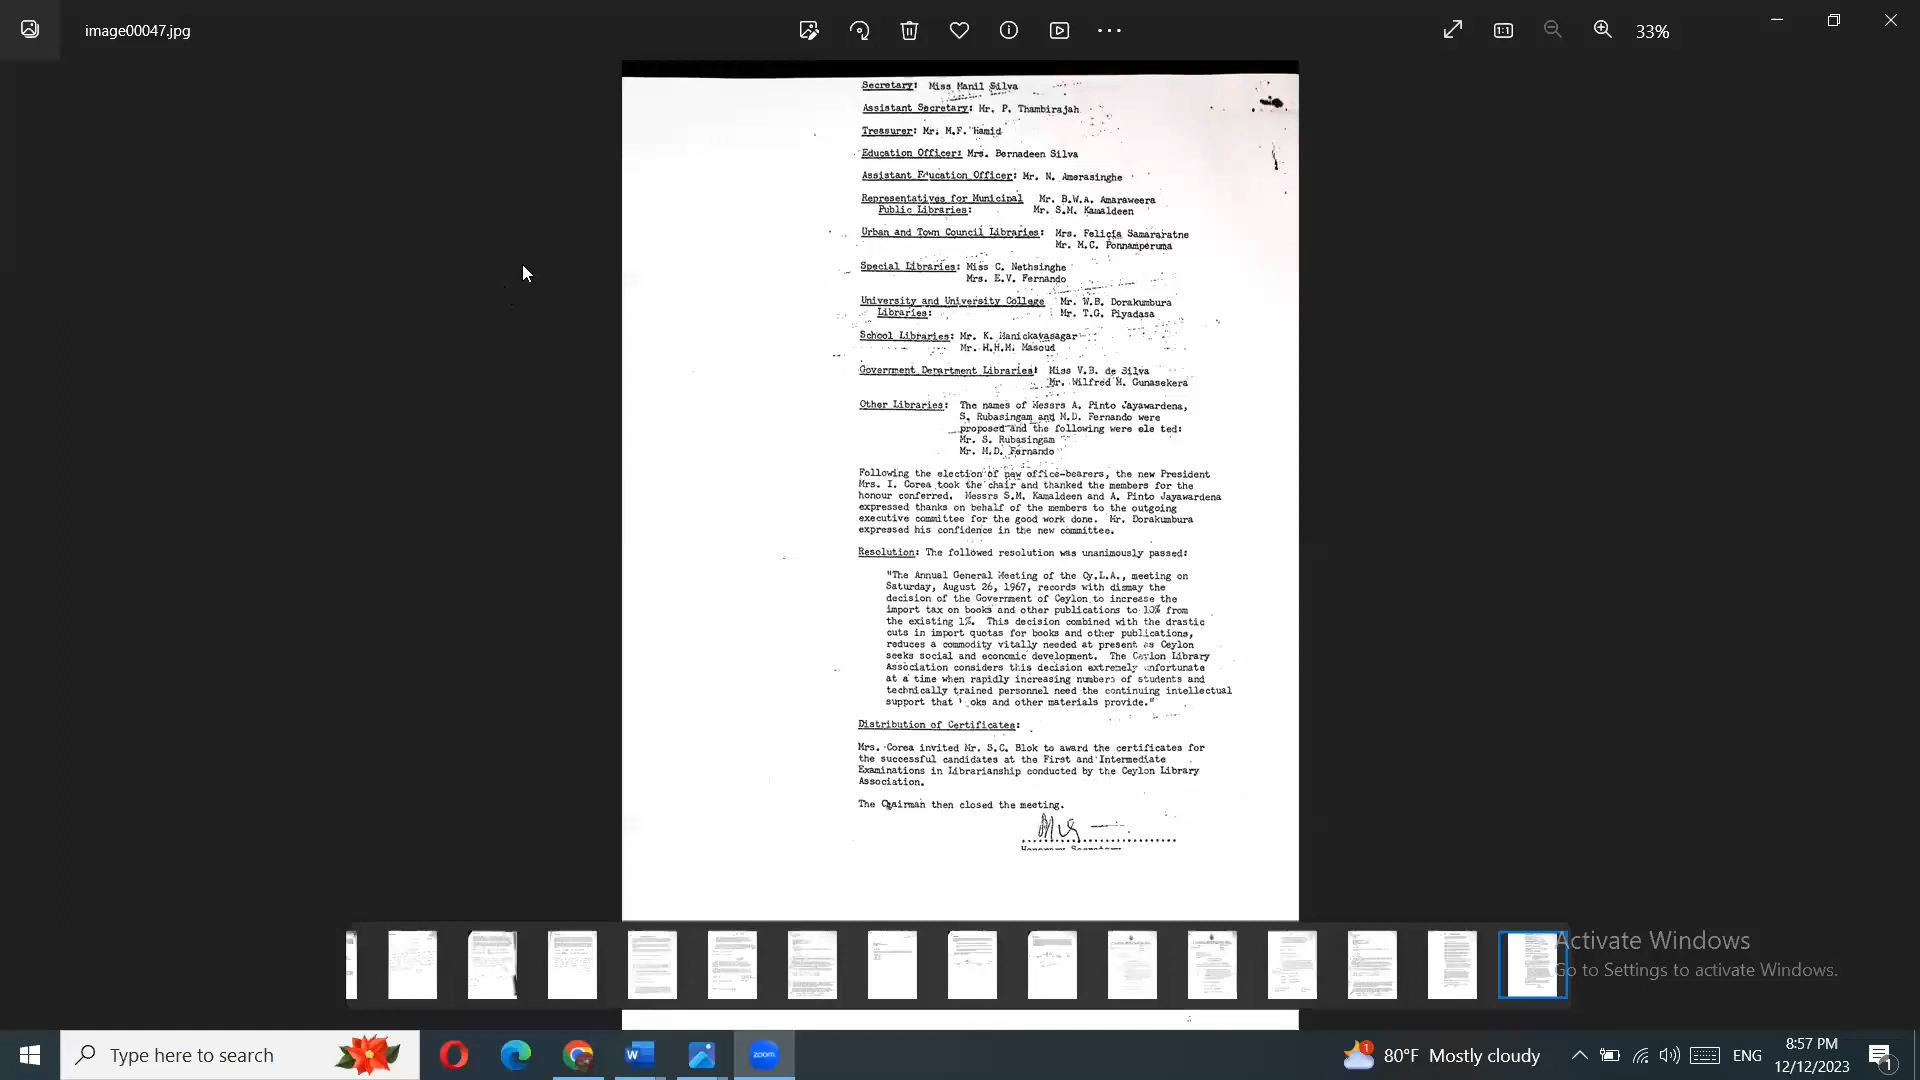 image00047.jpg
33%
Secretary: Miss Manil Silva
Assistant Secretary: Mr. P. Thambirajah
Treasurer: Mr. M.F. Hamid
Education Officer: Mrs. Bernadeen Silva
Assistant Education Officer: Mr. N. Amerasinghe
Representatives for Municipal Mr. B.W.A. Amaraweera
Public Libraries: Mr. S.M. Kamaldeen
Urban and Town Council Libraries: Mrs. Felicia Samararatne
Mr. M.C. Ponnamperuma
Special Libraries: Miss C. Nethsinghe
Mrs. E.V. Fernando
University and University College Mr. W.B. Dorakumbura
Libraries: Mr. T.G. Piyadasa
School Libraries: Mr. K. Manickavasagar
Mr. H.H.M. Masoud
Government Department Libraries: Miss V.B. de Silva
Mr. Wilfred M. Gunasekera
Other Libraries: The names of Messrs A. Pinto Jayawardena,
S. Rubasingam and M.D. Fernando were
proposed and the following were ele ted:
Mr. S. Rubasingam
Mr. M.D. Fernando
Following the election of new office-bearers, the new President
Mrs. I. Corea took the chair and thanked the members for the
honour conferred. Messrs S.M. Kamaldeen and A. Pinto Jayawardena
expressed thanks on behalf of the members to the outgoing
executive committee for the good work done. Mr. Dorakumbura
expressed his confidence in the new committee.
Resolution: The followed resolution was unanimously passed:
"The Annual General Meeting of the Cy.L.A., meeting on
Saturday, August 26, 1967, records with dismay the
decision of the Government of Ceylon to increase the
import tax on books and other publications to 10% from
the existing 1%. This decision combined with the drastic
cuts in import quotas for books and other publications,
reduces a commodity vitally needed at present as Ceylon
seeks social and economic development. The Ceylon Library
Association considers this decision extremely unfortunate
at a time when rapidly increasing numbers of students and
technically trained personnel need the continuing intellectual
support that oks and other materials provide."
Distribution of Certificates:
Mrs. Corea invited Mr. S.C. Blok to award the certificates for
the successful candidates at the First and Intermediate
Examinations in Librarianship conducted by the Ceylon Library
Association.
The Chairman then closed the meeting.
Honorary Secretary
Activate Windows
Go to Settings to activate Windows.
Type here to search
zoom
80°F Mostly cloudy
ENG
8:57 PM
12/12/2023
1